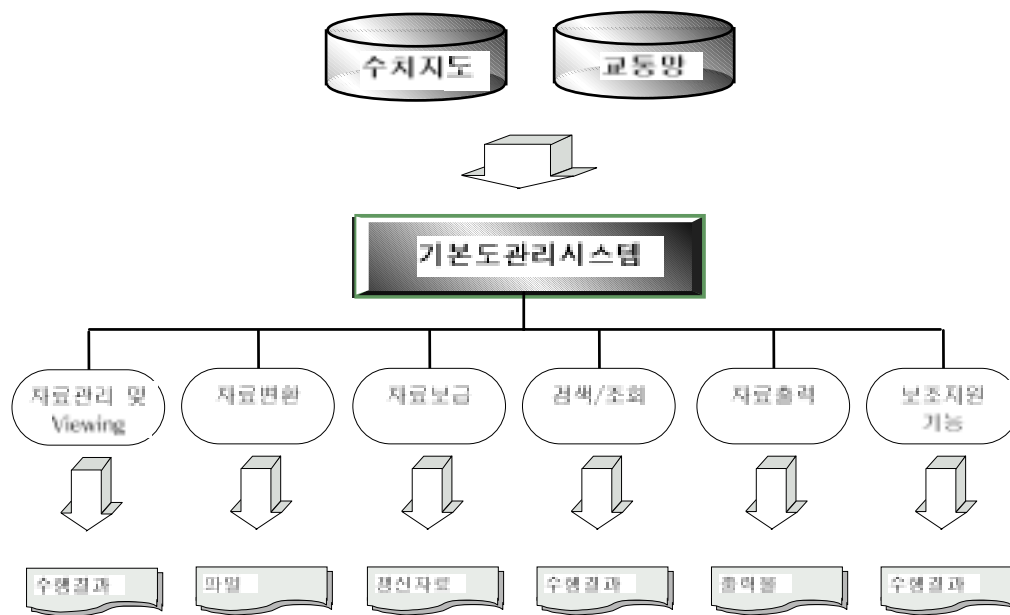 수치지도
교통망
기본도관리시스템
자료관리 및
Viewing
자료변환
자료보급
검색/조회
자료출력
보조지원
기능
수행결과
파일
갱신자료
수행결과
출력물
수행결과